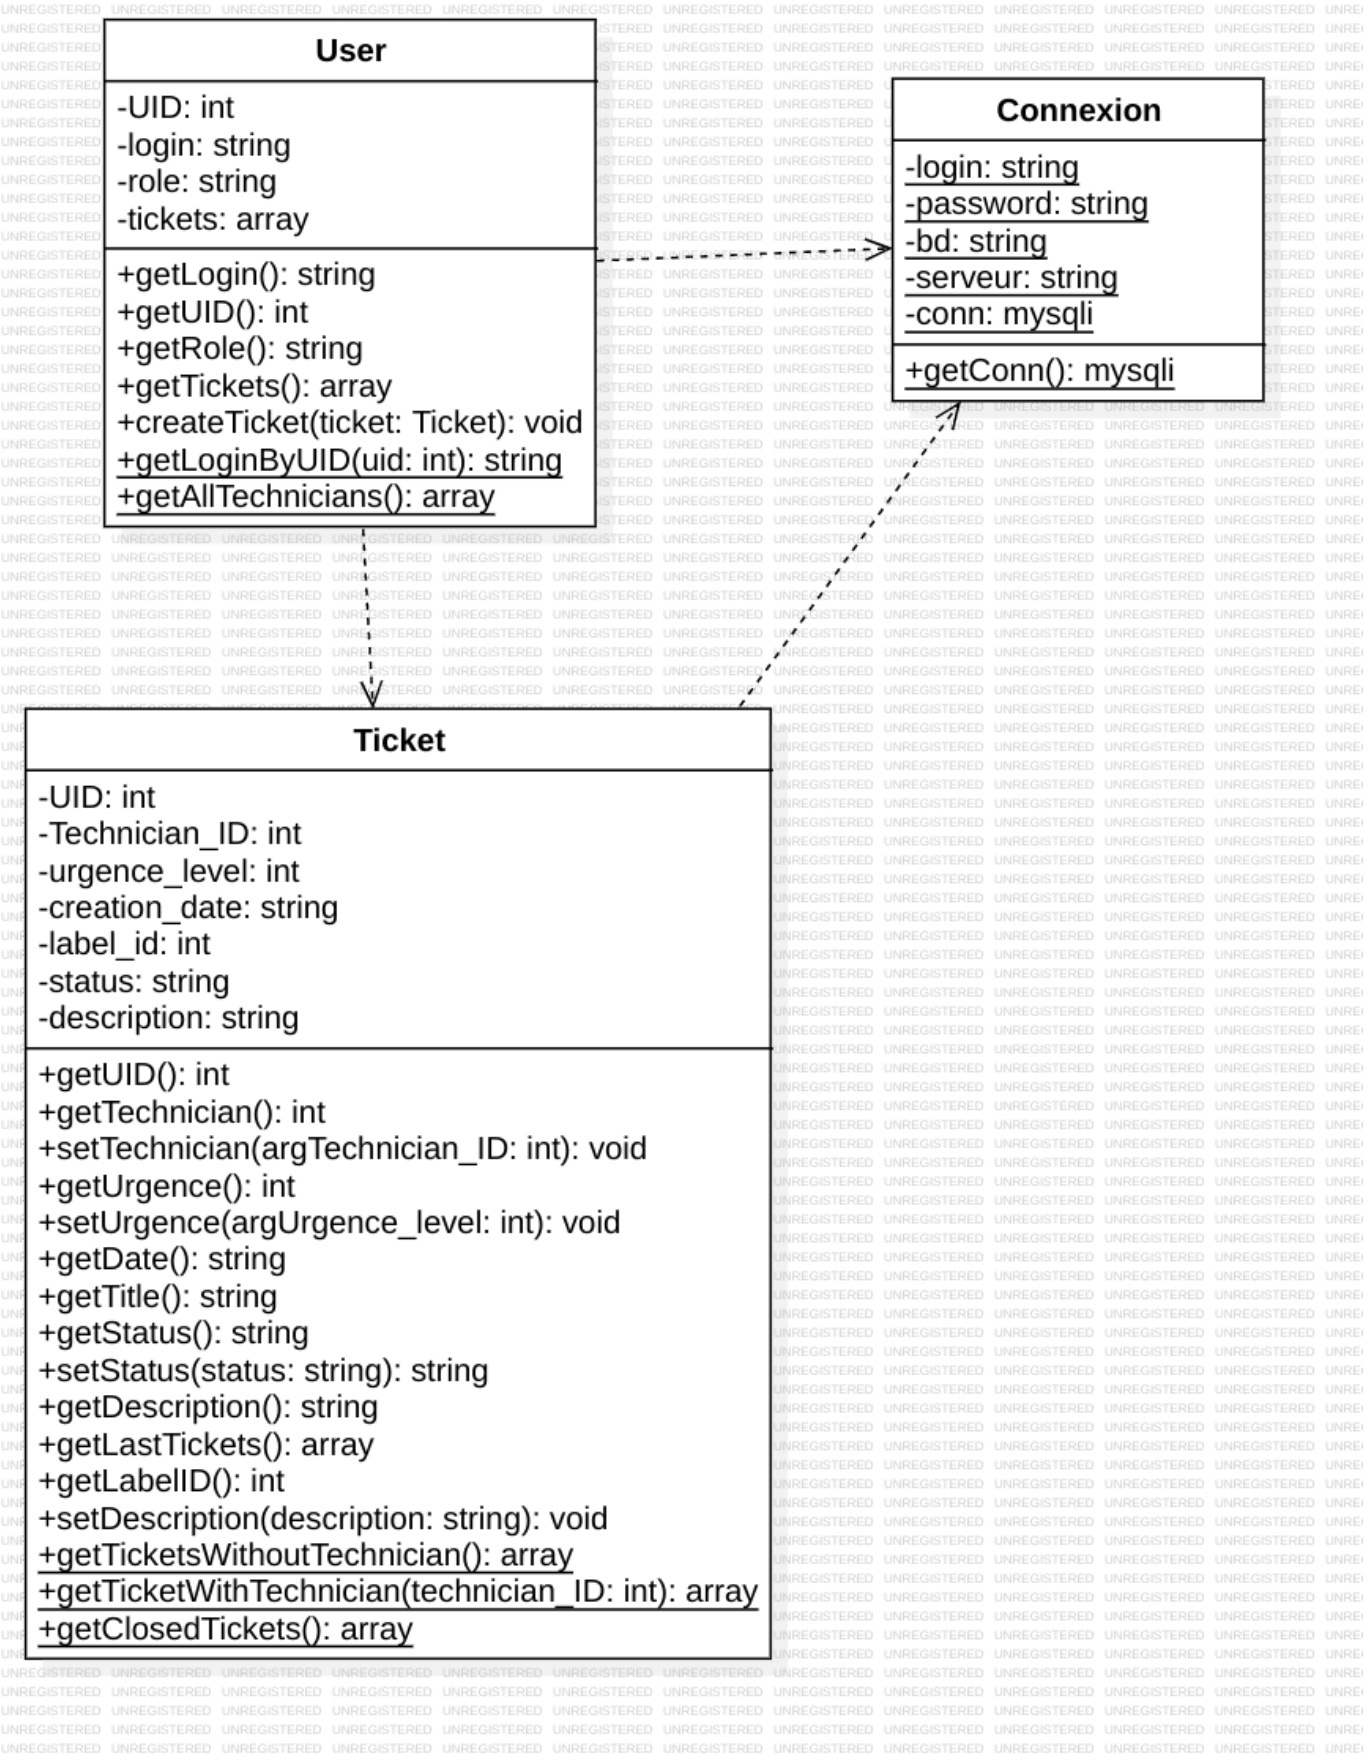 User
-UID: int
-login: string
-role: string
-tickets: array
+getLogin(): string
+getUID(): int
+getRole(): string
+getTickets(): array
+createTicket(ticket: Ticket): void
+getLoginByUID(uid: int): string
+getAllTechnicians(): array
Connexion
-login: string
-password: string
-bd: string
-serveur: string
-conn: mysqli
+getConn(): mysqli
Ticket
-UID: int
-Technician_ID: int
-urgence_level: int
-creation_date: string
-label_id: int
-status: string
-description: string
+getUID(): int
+getTechnician(): int
+setTechnician(argTechnician_ID: int): void
+getUrgence(): int
+setUrgence(argUrgence_level: int): void
+getDate(): string
+getTitle(): string
+getStatus(): string
+setStatus(status: string): string
+getDescription(): string
+getLastTickets(): array
+getLabelID(): int
+setDescription(description: string): void
+getTicketsWithoutTechnician(): array
+getTicketWithTechnician(technician_ID: int): array
+getClosedTickets(): array
UNREGISTERED